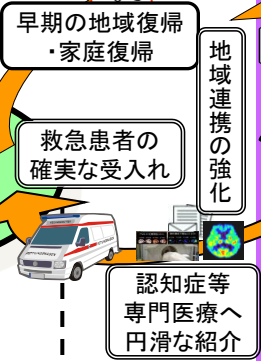 早期の地域復帰
・家庭復帰
地域連携の強化
救急患者の
確実な受入れ
認知症等
専門医療へ
円滑な紹介